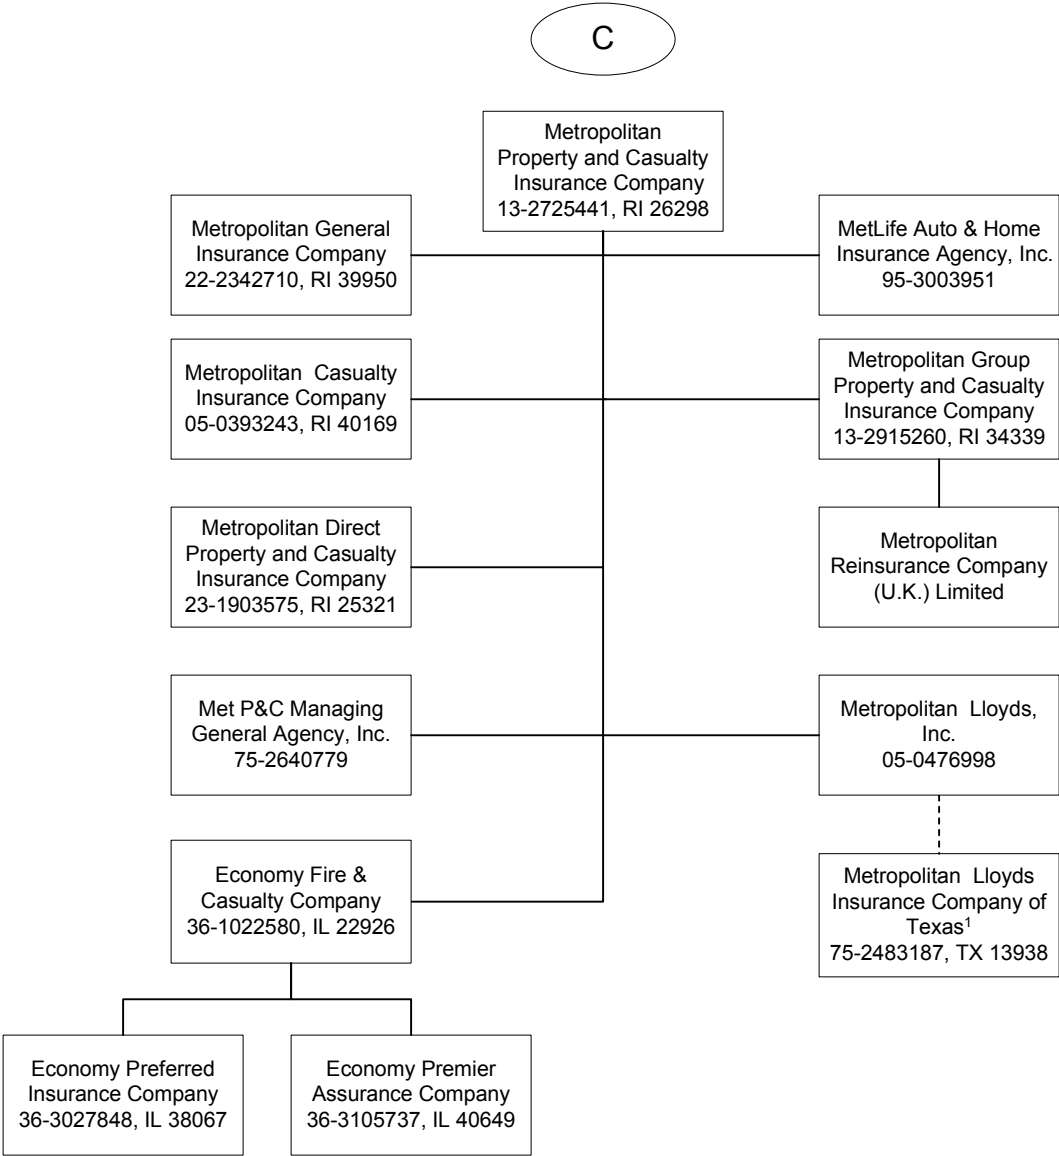 C
Metropolitan
Property and Casualty
Insurance Company
13-2725441, RI 26298
Metropolitan General
Insurance Company
22-2342710, RI 39950
MetLife Auto & Home
Insurance Agency, Inc.
95-3003951
Metropolitan Casualty
Insurance Company
05-0393243, RI 40169
Metropolitan Group
Property and Casualty
Insurance Company
13-2915260, RI 34339
Metropolitan Direct
Property and Casualty
Insurance Company
23-1903575, RI 25321
Metropolitan
Reinsurance Company
(U.K.) Limited
Met P&C Managing
General Agency, Inc.
75-2640779
Metropolitan Lloyds,
Inc.
05-0476998
Economy Fire &
Casualty Company
36-1022580, IL 22926
Metropolitan Lloyds
Insurance Company of
Texas¹
75-2483187, TX 13938
Economy Preferred
Insurance Company
36-3027848, IL 38067
Economy Premier
Assurance Company
36-3105737, IL 40649